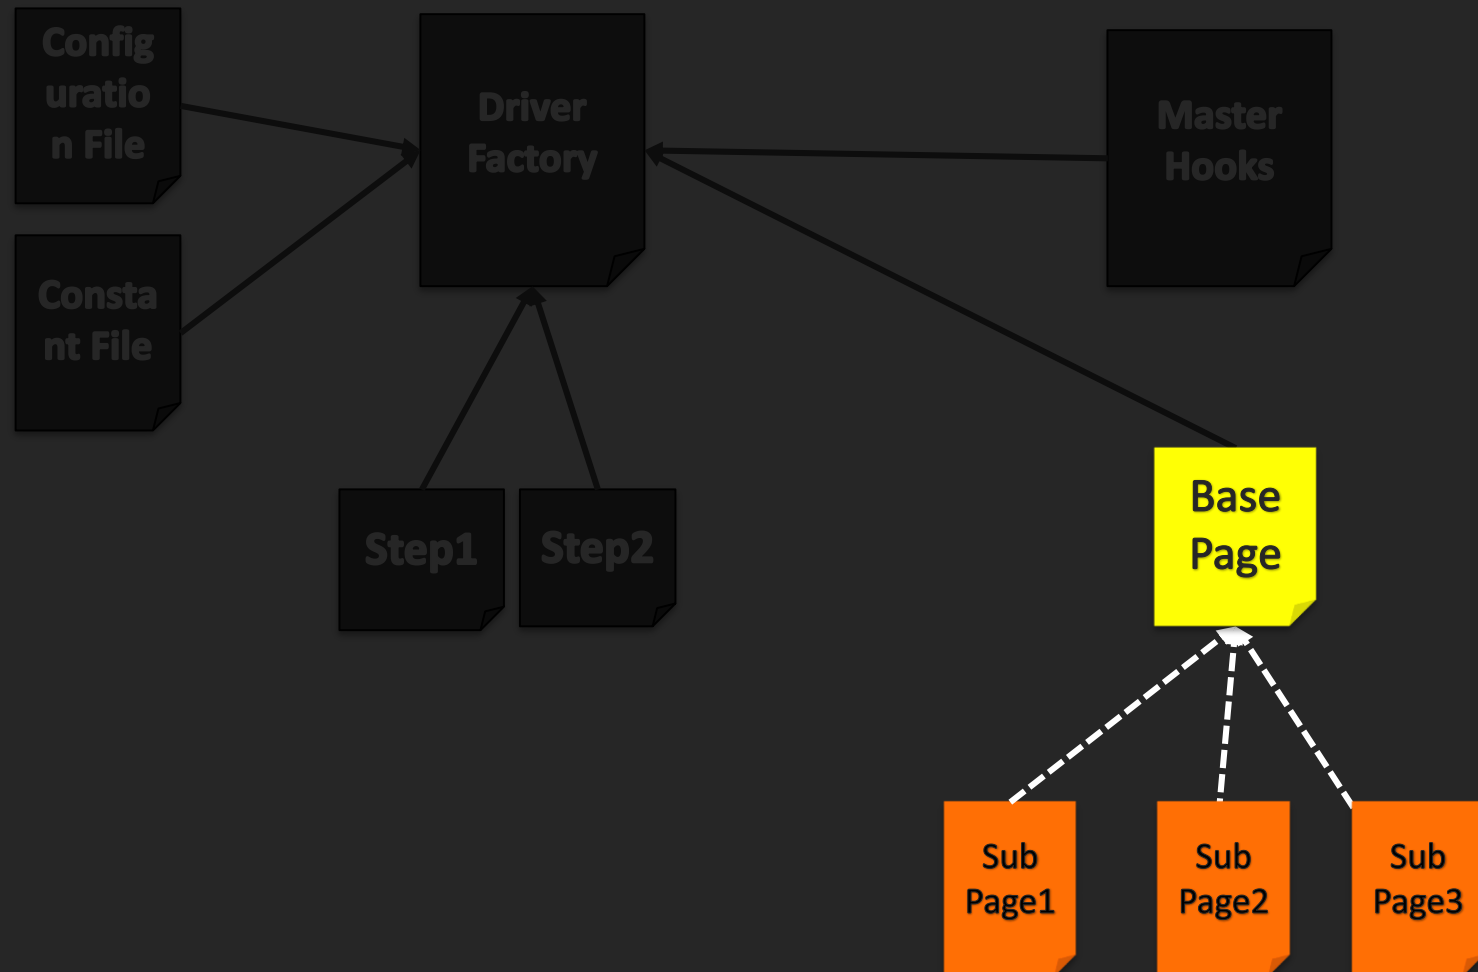 Config
uratio
n File
Driver
Factory
Master
Hooks
Consta
nt File
Step1
Step2
Base
Page
Sub
Page1
Sub
Page2
Sub
Page3